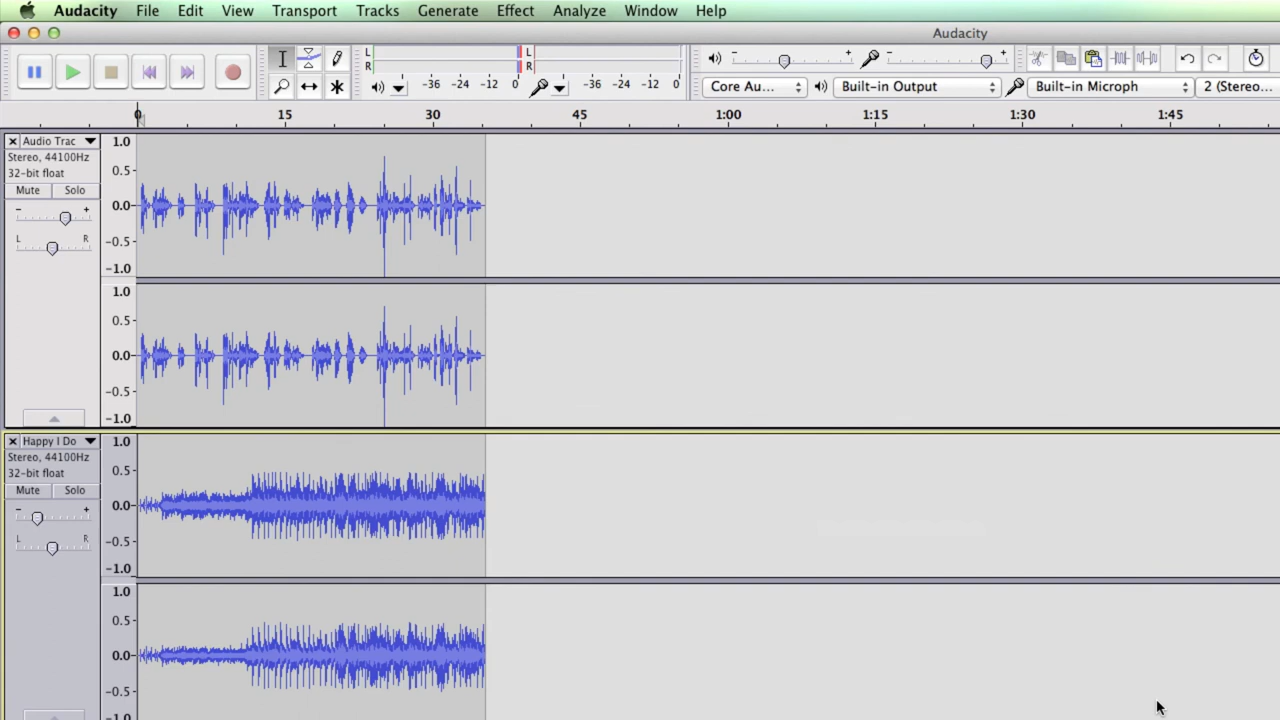 Audacity File Edit View Transport Tracks Generate Effect Analyze Window Help
Audacity
L L
R R
-36 -24 -12 0 -36 -24 -12 0
Core Au... Built-in Output Built-in Microph 2 (Stereo...
0 15 30 45 1:00 1:15 1:30 1:45
Audio Trac
Stereo, 44100Hz
32-bit float
Mute Solo
- +
L R
1.0
0.5
0.0
-0.5
-1.0
1.0
0.5
0.0
-0.5
-1.0
Happy I Do
Stereo, 44100Hz
32-bit float
Mute Solo
- +
L R
1.0
0.5
0.0
-0.5
-1.0
1.0
0.5
0.0
-0.5
-1.0